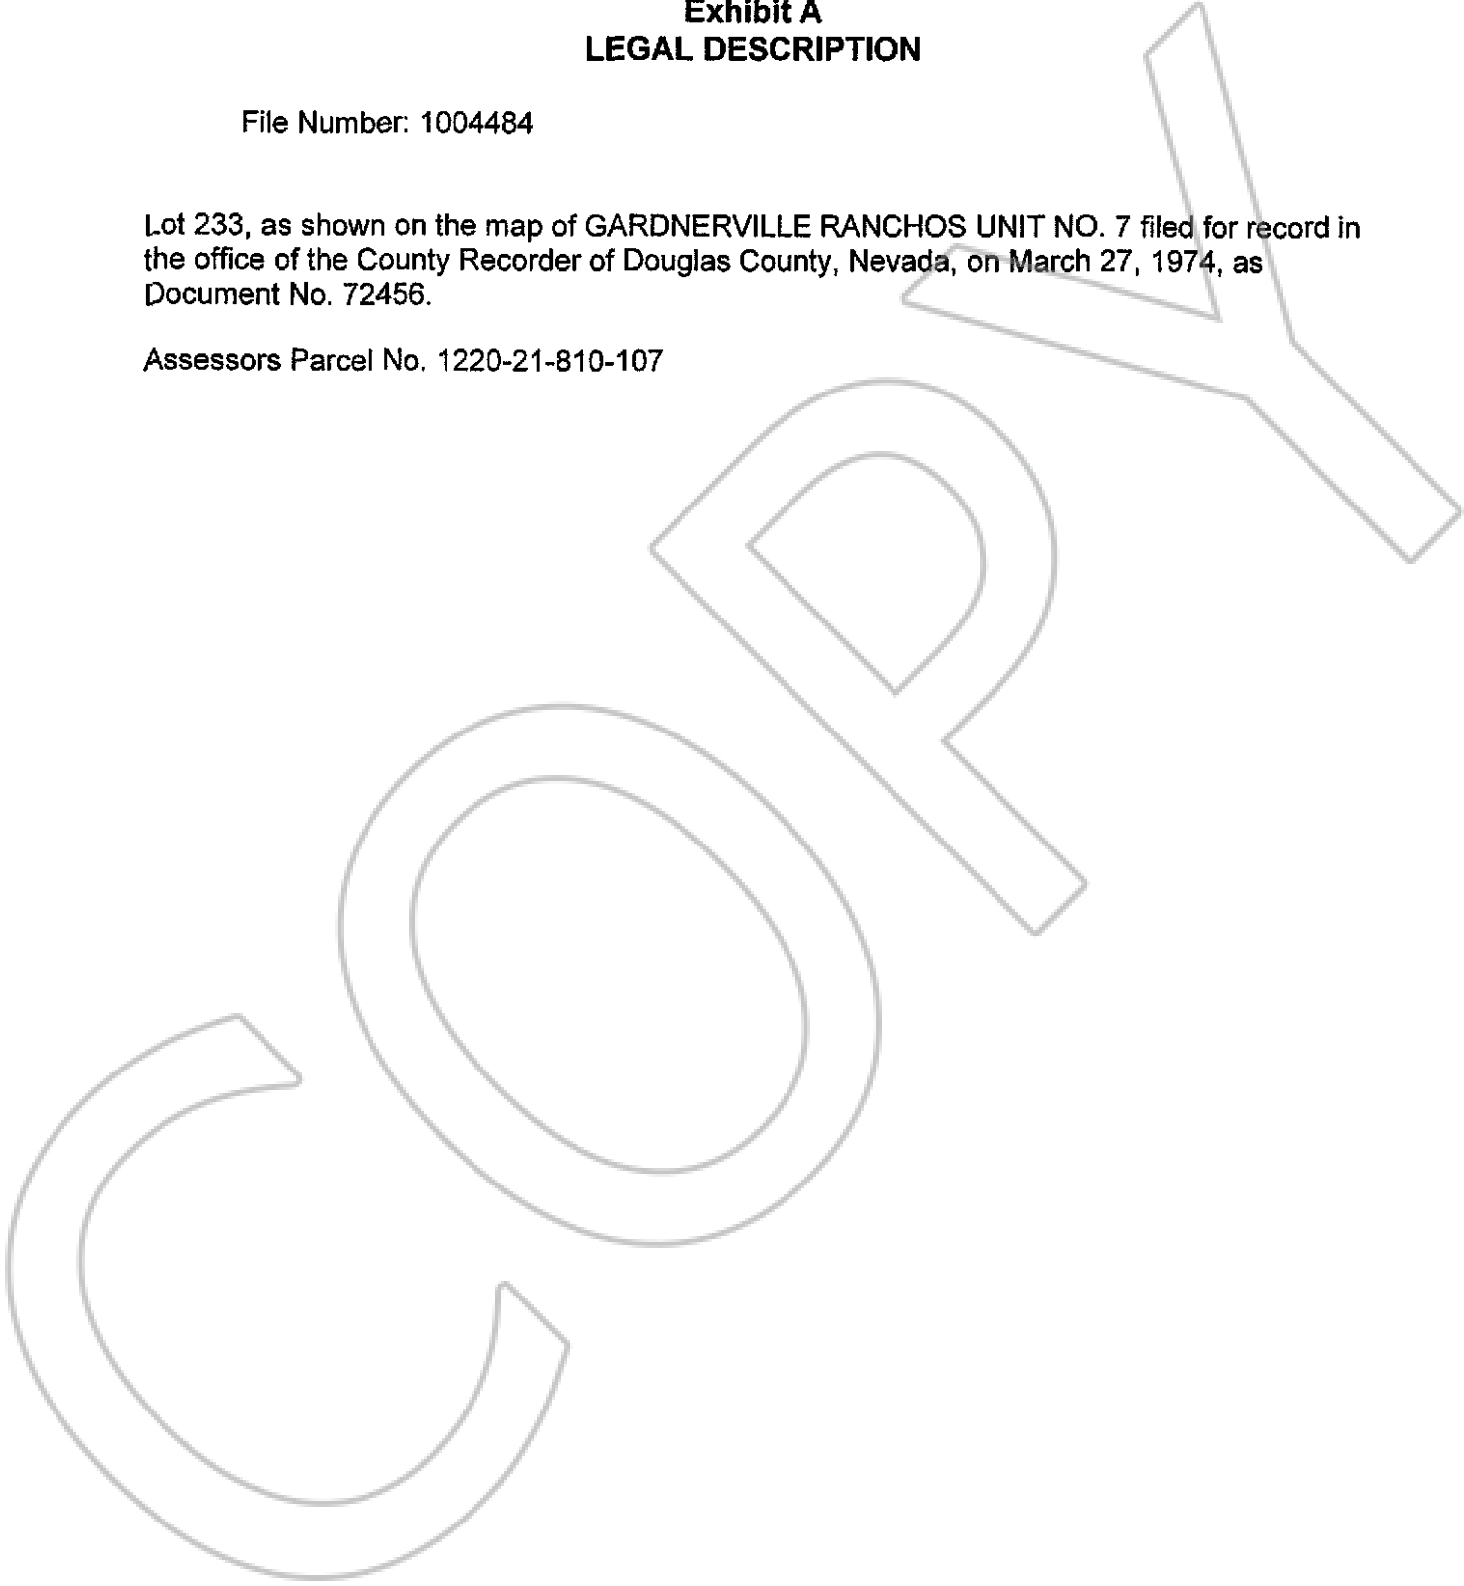 Exhibit A
LEGAL DESCRIPTION
File Number: 1004484
Lot 233, as shown on the map of GARDNERVILLE RANCHOS UNIT NO. 7 filed for record in
the office of the County Recorder of Douglas County, Nevada, on March 27, 1974, as
Document No. 72456.
Assessors Parcel No. 1220-21-810-107
COPY